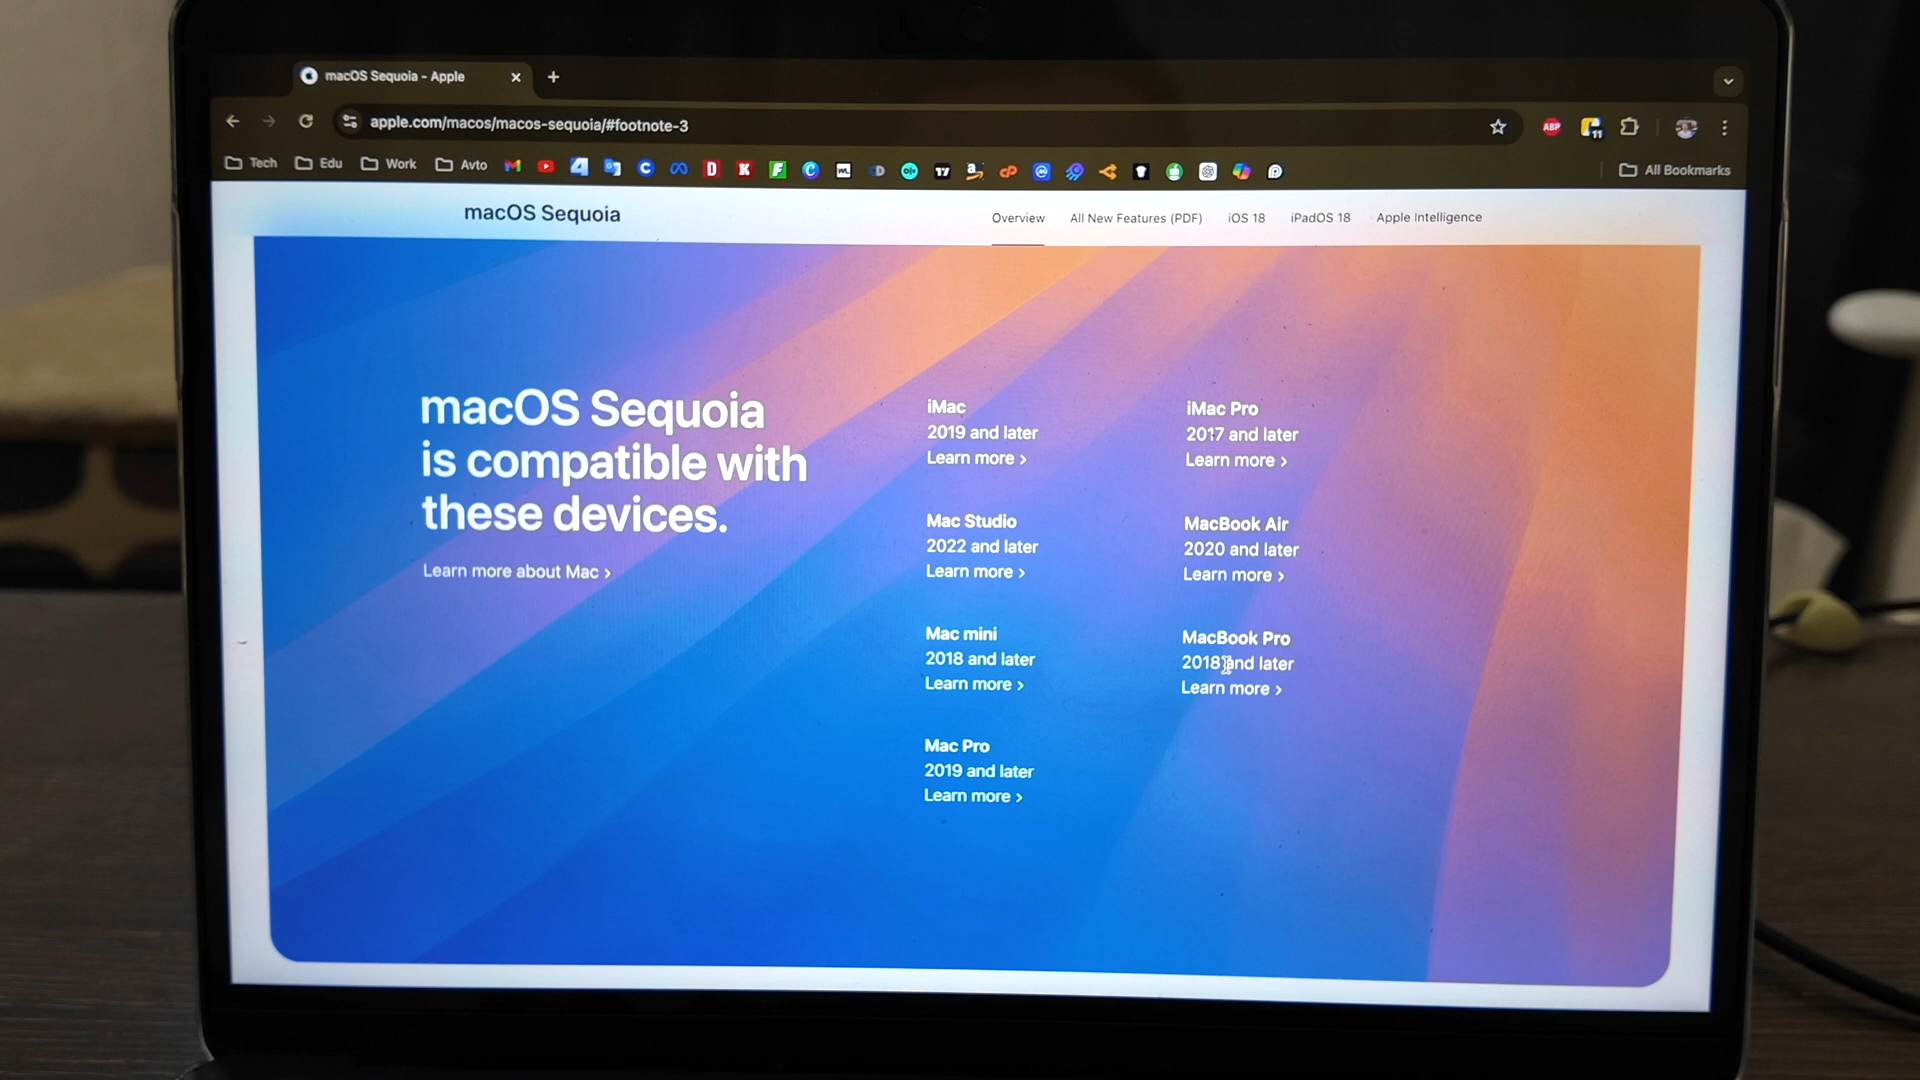 macOS Sequoia - Apple
apple.com/macos/macos-sequoia/#footnote-3
ABP
11
Tech
Edu
Work
Avto
All Bookmarks
macOS Sequoia
Overview
All New Features (PDF)
iOS 18
iPadOS 18
Apple Intelligence
macOS Sequoia
is compatible with
these devices.
Learn more about Mac >
iMac
2019 and later
Learn more >
Mac Studio
2022 and later
Learn more >
Mac mini
2018 and later
Learn more >
Mac Pro
2019 and later
Learn more >
iMac Pro
2017 and later
Learn more >
MacBook Air
2020 and later
Learn more >
MacBook Pro
2018 and later
Learn more >